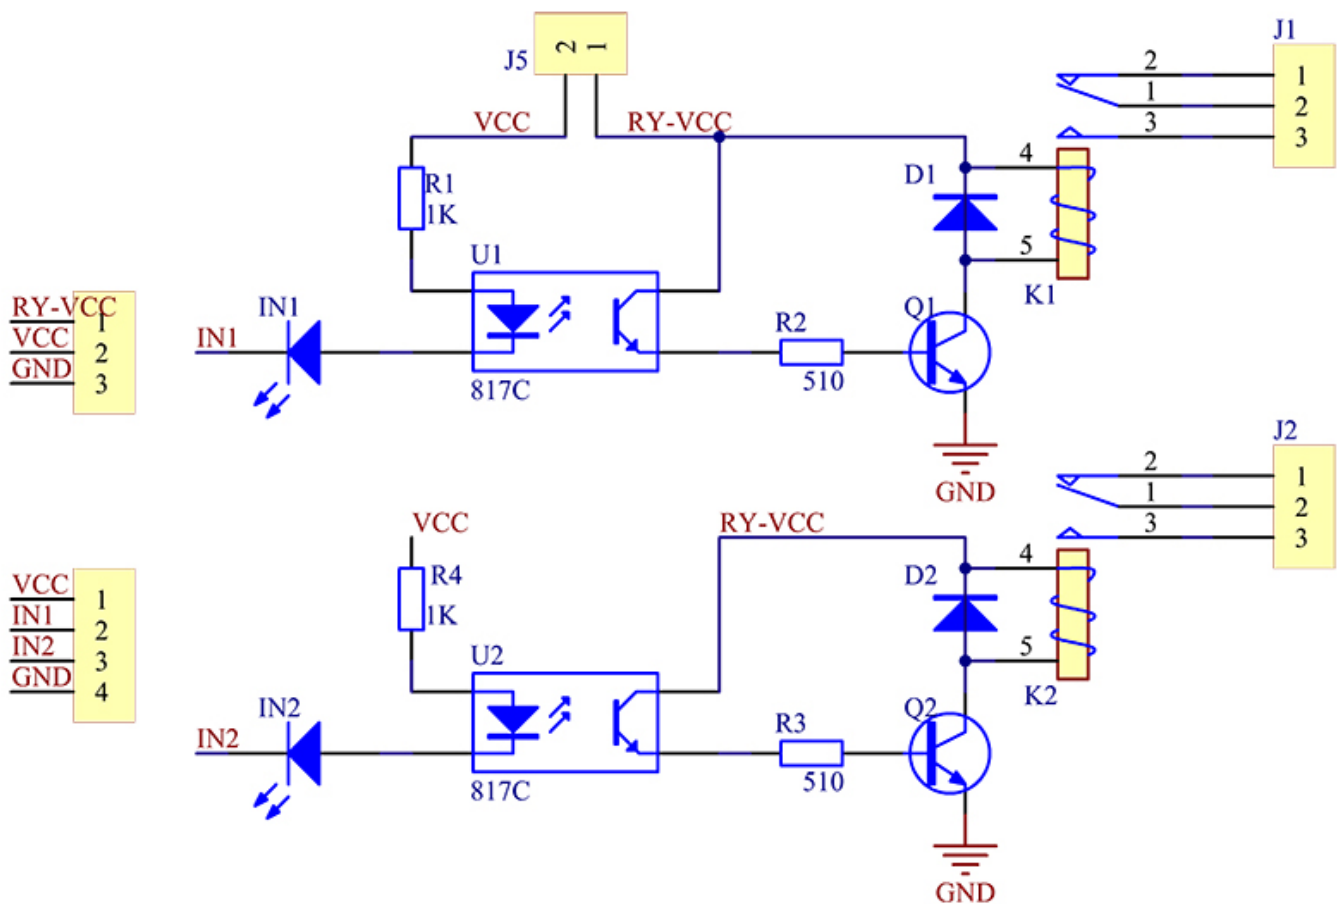 J5
2 1
VCC
RY-VCC
J1
2
1
3
1
2
3
R1
1K
D1
4
5
K1
U1
817C
RY-VCC
VCC
GND
1
2
3
IN1
IN1
R2
510
Q1
GND
J2
2
1
3
1
2
3
VCC
RY-VCC
R4
1K
D2
4
5
K2
U2
817C
VCC
IN1
IN2
GND
1
2
3
4
IN2
IN2
R3
510
Q2
GND